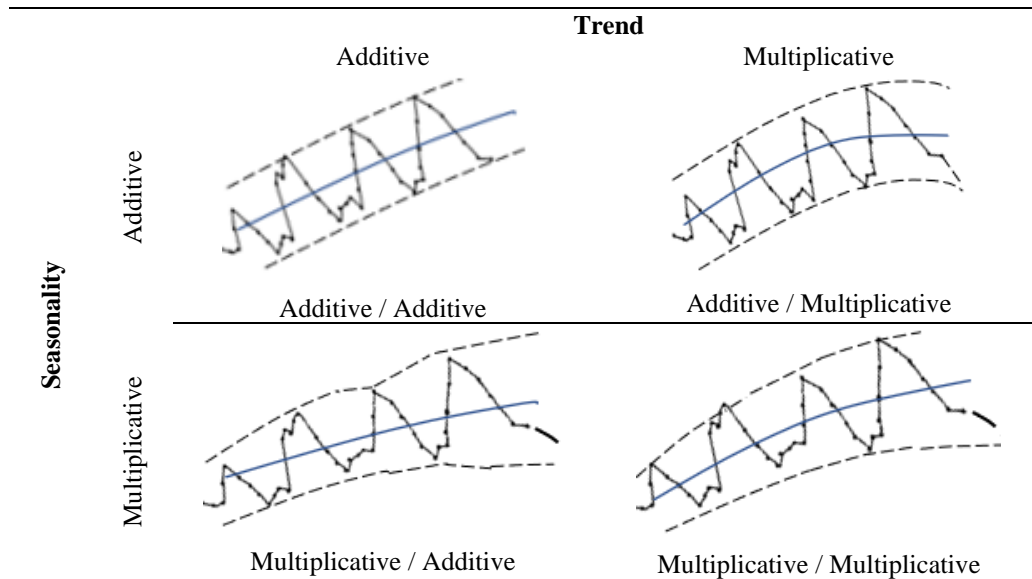 Trend
Additive Multiplicative
Seasonality
Additive
Additive / Additive Additive / Multiplicative
Multiplicative
Multiplicative / Additive Multiplicative / Multiplicative